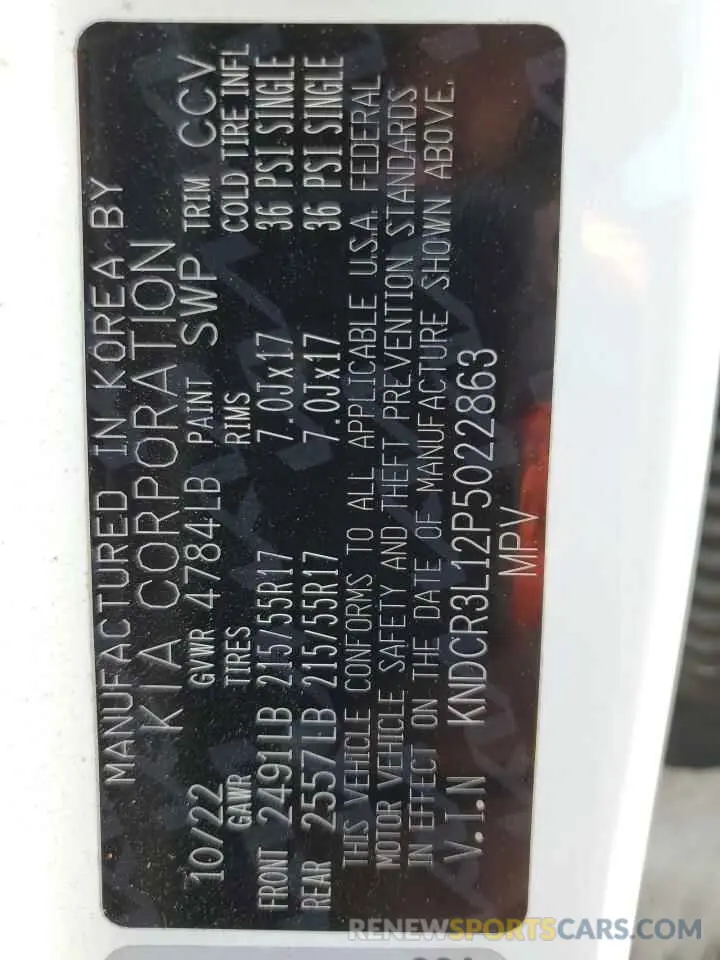 MANUFACTURED IN KOREA BY
KIA CORPORATION
10/22 GVWR 4784LB PAINT SWP TRIM CCV
GAWR TIRES RIMS COLD TIRE INFL
FRONT 2491LB 215/55R17 7.0Jx17 36 PSI SINGLE
REAR 2557LB 215/55R17 7.0Jx17 36 PSI SINGLE
THIS VEHICLE CONFORMS TO ALL APPLICABLE U.S.A. FEDERAL
MOTOR VEHICLE SAFETY AND THEFT PREVENTION STANDARDS
IN EFFECT ON THE DATE OF MANUFACTURE SHOWN ABOVE.
V.I.N KNDCR3L12P5022863
MPV
RENEWSPORTSCARS.COM